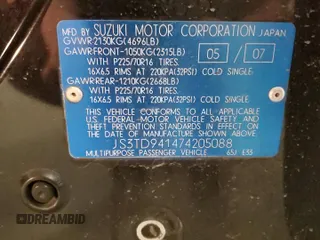 MFD BY SUZUKI MOTOR CORPORATION JAPAN
GVWR 2130KG(4696LB) 05 / 07
GAWR FRONT-1050KG(2315LB)
WITH P225/70R16 TIRES.
16X6.5 RIMS AT 220KPA(32PSI) COLD SINGLE.
GAWR REAR-1210KG(2668LB)
WITH P225/70R16 TIRES.
16X6.5 RIMS AT 220KPA(32PSI) COLD SINGLE.
THIS VEHICLE CONFORMS TO ALL APPLICABLE
U.S. FEDERAL MOTOR VEHICLE SAFETY AND
THEFT PREVENTION STANDARDS IN EFFECT
ON THE DATE OF MANUFACTURE SHOWN ABOVE.
JS3TD941474205088
MULTIPURPOSE PASSENGER VEHICLE 65J E33
DREAMBID